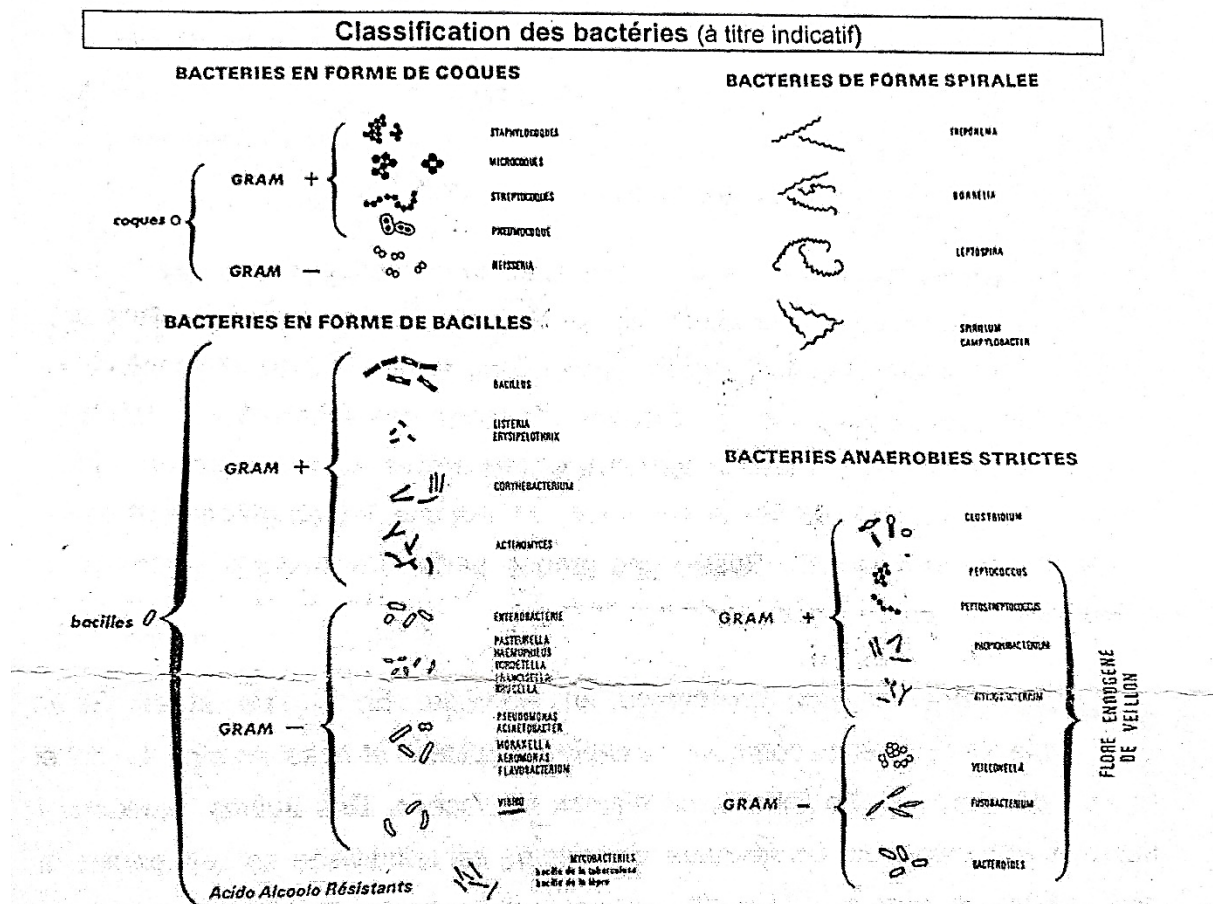 Classification des bactéries (à titre indicatif)
BACTERIES EN FORME DE COQUES
coques O
GRAM +
STAPHYLOCOQUES
MICROCOQUES
STREPTOCOQUES
PNEUMOCOQUE
GRAM —
NEISSERIA
BACTERIES DE FORME SPIRALEE
TREPONEMA
BORRELIA
LEPTOSPIRA
SPIRILUM
CAMPYLOBACTER
BACTERIES EN FORME DE BACILLES
bacilles
GRAM +
BACILLUS
LISTERIA
ERYSIPELOTHRIX
CORYNEBACTERIUM
ACTINOMYCES
GRAM —
ENTEROBACTERIE
PASTEURELLA
HAEMOPHILUS
BORDETELLA
FRANCISELLA
BRUCELLA
PSEUDOMONAS
ACINETOBACTER
MORAXELLA
AEROMONAS
FLAVOBACTERIUM
VIBRIO
Acido Alcoolo Résistants
MYCOBACTERIES
bacille de la tuberculose
bacille de la lèpre
BACTERIES ANAEROBIES STRICTES
GRAM +
CLOSTRIDIUM
PEPTOCOCCUS
PEPTOSTREPTOCOCCUS
PROPIONIBACTERIUM
GRAM —
VEILLONELLA
FUSOBACTERIUM
BACTEROÏDES
FLORE ENDOGENE
DE VEILLON